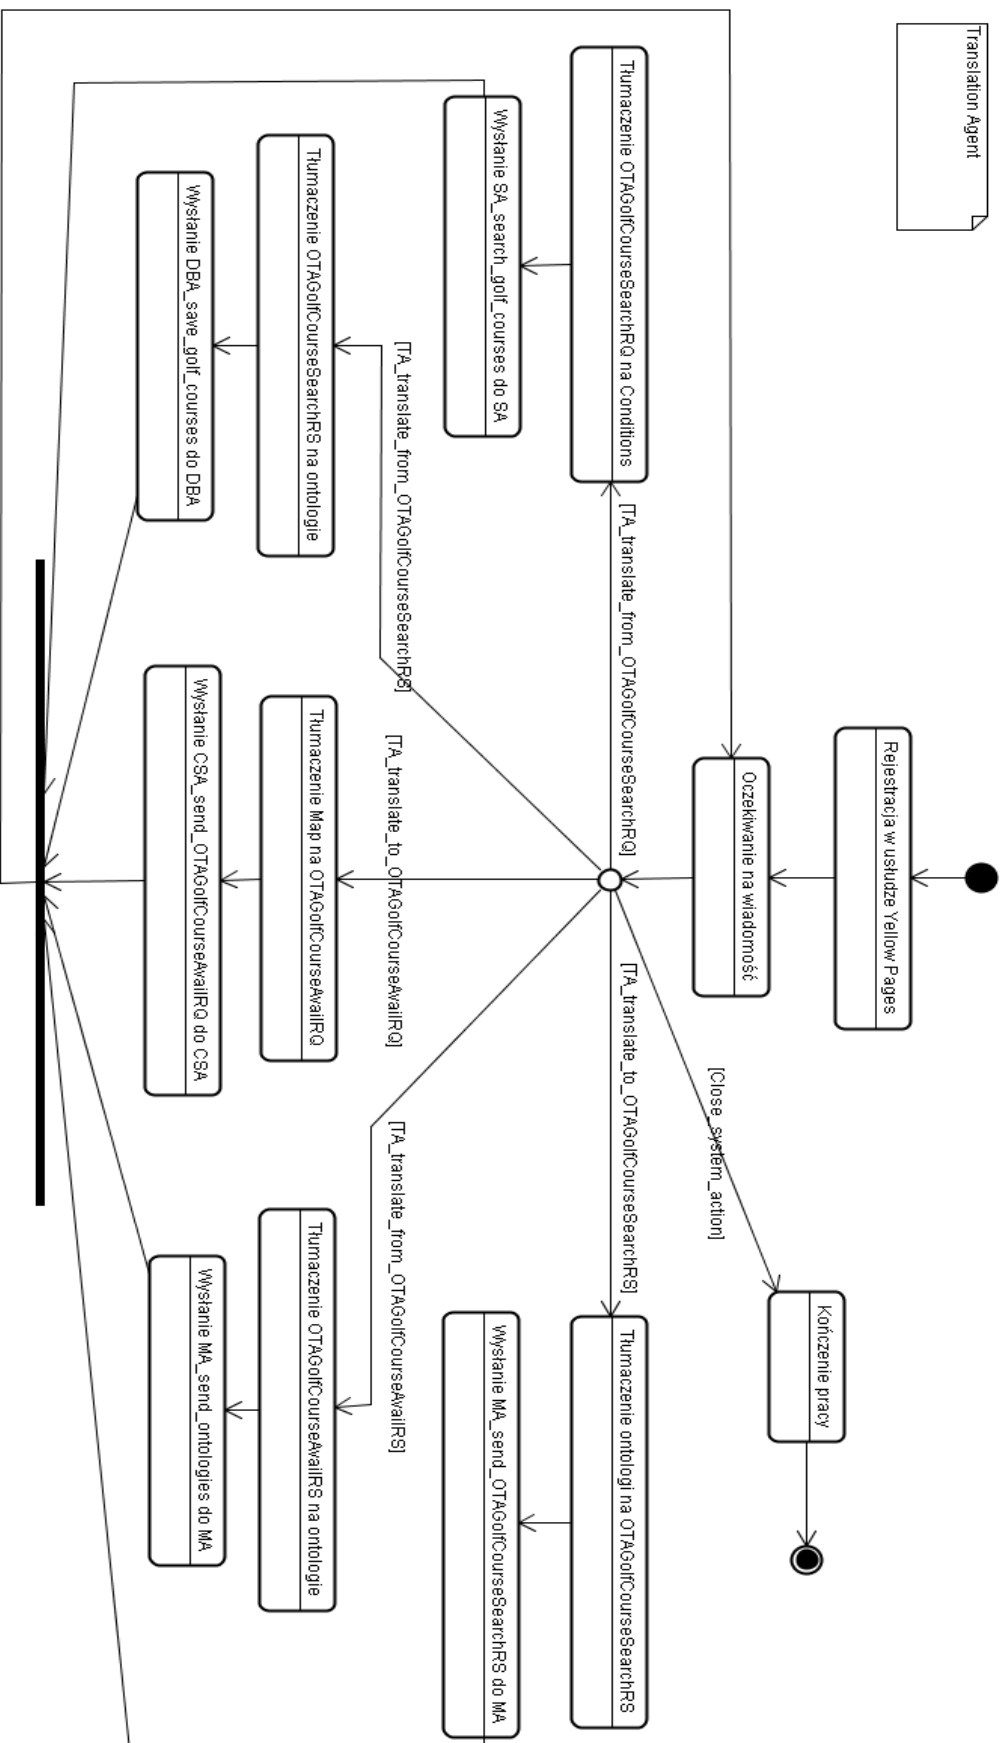 Translation Agent
Rejestracja w usłudze Yellow Pages
Oczekiwanie na wiadomość
[Close_system_action]
Kończenie pracy
[TA_translate_from_OTAGolfCourseSearchRQ]
[TA_translate_to_OTAGolfCourseSearchRS]
Tłumaczenie OTAGolfCourseSearchRQ na Conditions
Tłumaczenie ontologi na OTAGolfCourseSearchRS
Wysłanie SA_search_golf_courses do SA
Wysłanie MA_send_OTAGolfCourseSearchRS do MA
[TA_translate_from_OTAGolfCourseSearchRS]
[TA_translate_to_OTAGolfCourseAvailRQ]
[TA_translate_from_OTAGolfCourseAvailRS]
Tłumaczenie OTAGolfCourseSearchRS na ontologie
Tłumaczenie Map na OTAGolfCourseAvailRQ
Tłumaczenie OTAGolfCourseAvailRS na ontologie
Wysłanie DBA_save_golf_courses do DBA
Wysłanie CSA_send_OTAGolfCourseAvailRQ do CSA
Wysłanie MA_send_ontologies do MA